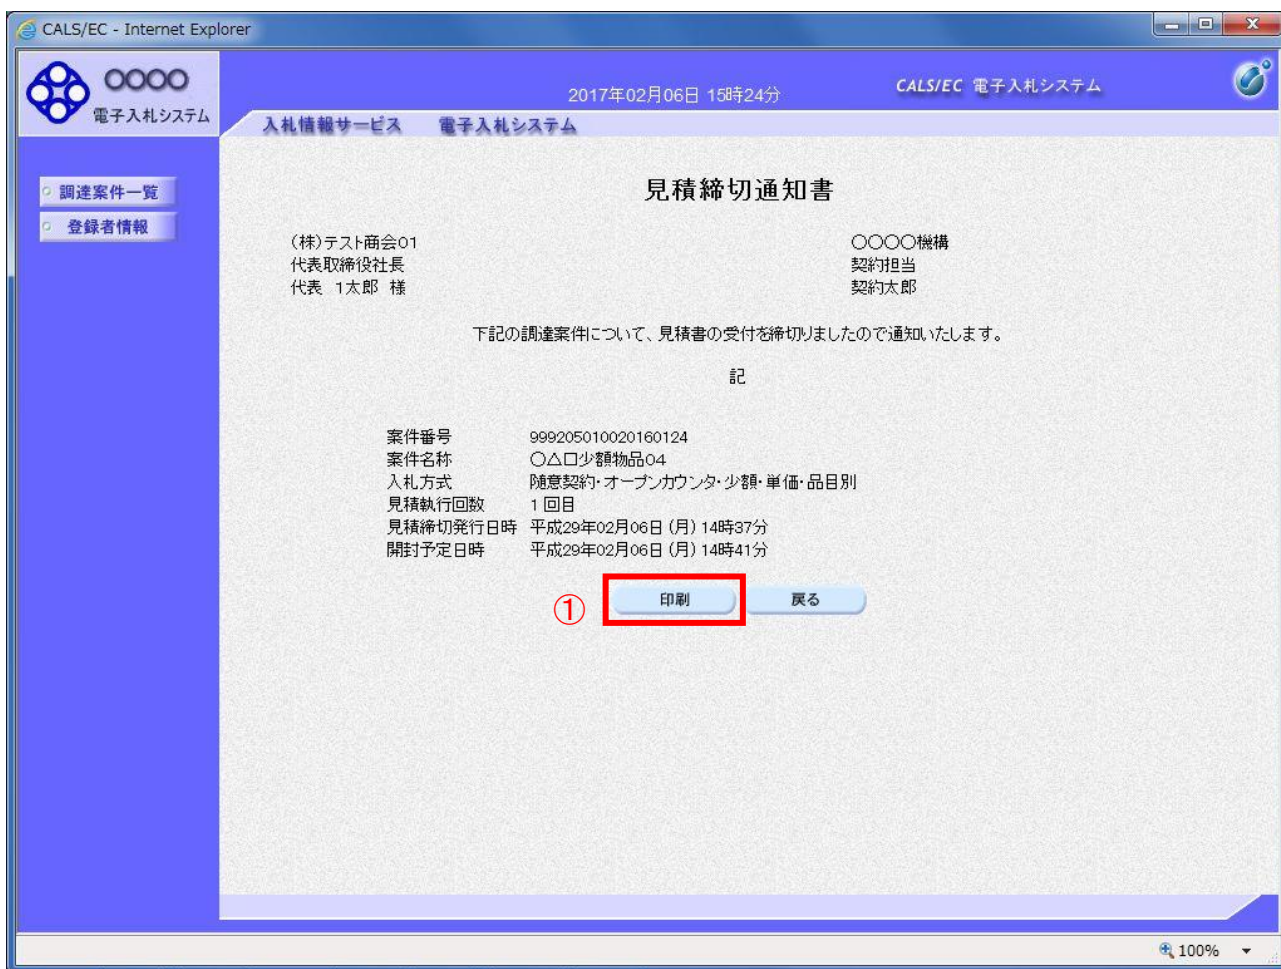 CALS/EC - Internet Explorer
〇〇〇〇
電子入札システム
2017年02月06日 15時24分
CALS/EC 電子入札システム
入札情報サービス 電子入札システム
調達案件一覧
登録者情報
見積締切通知書
(株)テスト商会01
代表取締役社長
代表 1太郎 様
〇〇〇〇機構
契約担当
契約太郎
下記の調達案件について、見積書の受付を締切りましたので通知いたします。
記
案件番号 999205010020160124
案件名称 〇△口少額物品04
入札方式 随意契約・オープンカウンタ・少額・単価・品目別
見積執行回数 1回目
見積締切発行日時 平成29年02月06日(月)14時37分
開封予定日時 平成29年02月06日(月)14時41分
① 印刷 戻る
100%